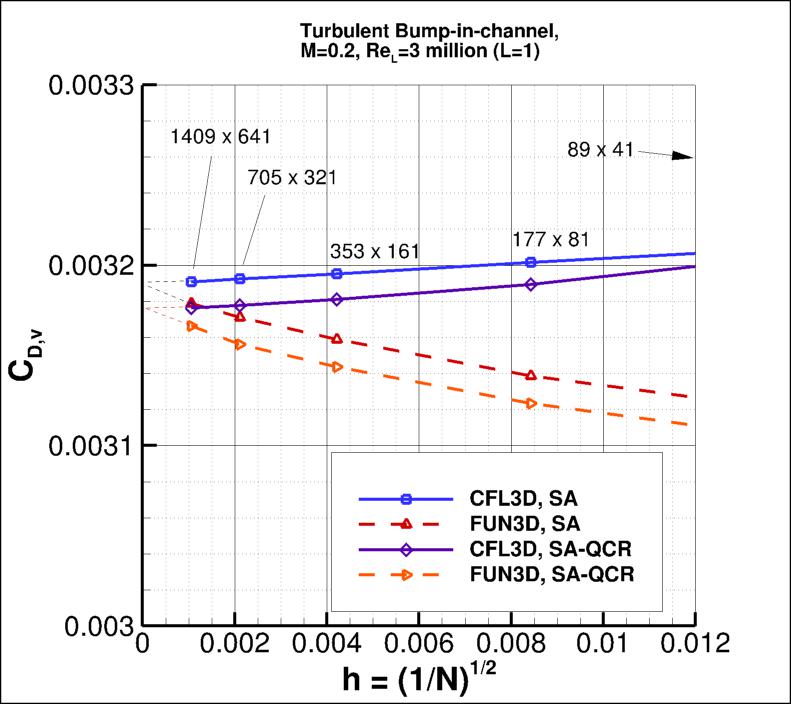 Turbulent Bump-in-channel,
M=0.2, Re_L=3 million (L=1)
0.0033
1409 x 641
89 x 41
705 x 321
353 x 161
177 x 81
0.0032
C_D,v
0.0031
CFL3D, SA
FUN3D, SA
CFL3D, SA-QCR
FUN3D, SA-QCR
0.003
0 0.002 0.004 0.006 0.008 0.01 0.012
h = (1/N)^1/2